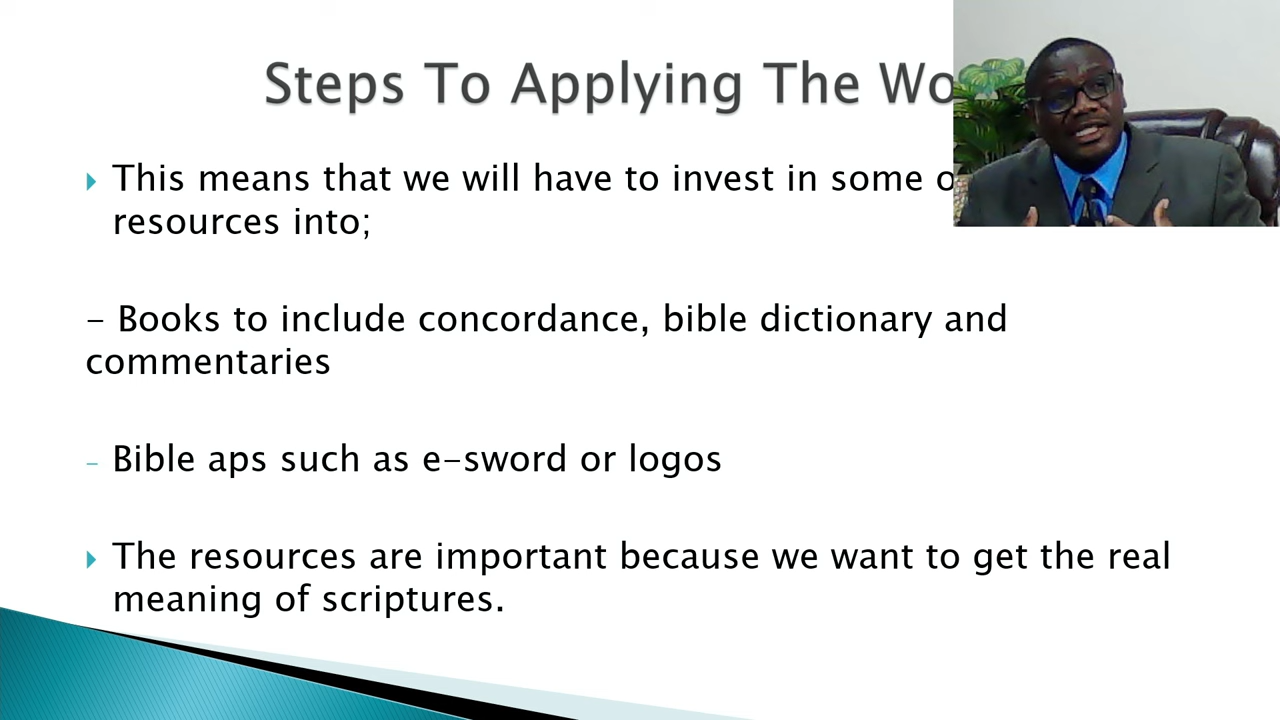 Steps To Applying The
This means that we will have to invest in some
resources into;
- Books to include concordance, bible dictionary and
commentaries
- Bible aps such as e-sword or logos
The resources are important because we want to get the real
meaning of scriptures.